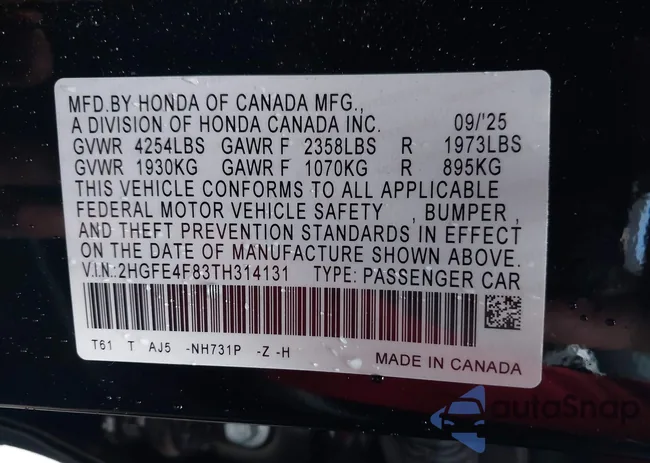 MFD.BY HONDA OF CANADA MFG.,
A DIVISION OF HONDA CANADA INC. 09/'25
GVWR 4254LBS GAWR F 2358LBS R 1973LBS
GVWR 1930KG GAWR F 1070KG R 895KG
THIS VEHICLE CONFORMS TO ALL APPLICABLE
FEDERAL MOTOR VEHICLE SAFETY , BUMPER ,
AND THEFT PREVENTION STANDARDS IN EFFECT
ON THE DATE OF MANUFACTURE SHOWN ABOVE.
V.I.N:2HGFE4F83TH314131 TYPE:PASSENGER CAR
T61 T AJ5 -NH731P -Z -H
MADE IN CANADA
autoSnap